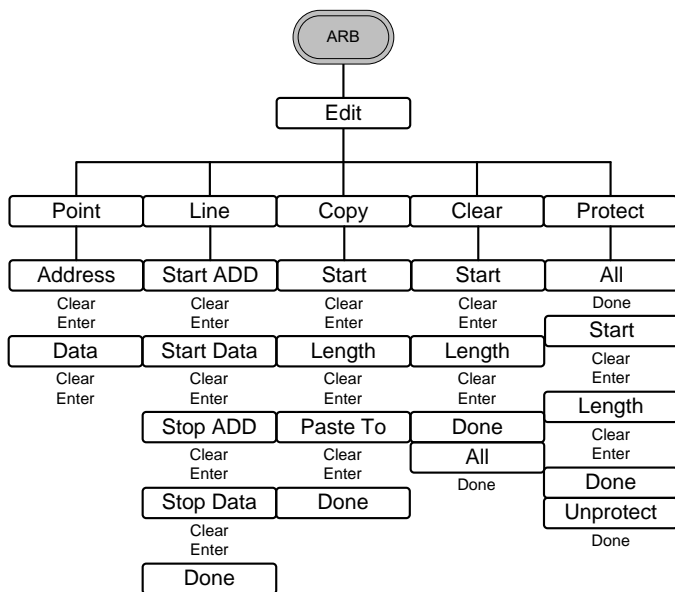 ARB
Edit
Point
Line
Copy
Clear
Protect
Address
Clear
Enter
Data
Clear
Enter
Start ADD
Clear
Enter
Start Data
Clear
Enter
Stop ADD
Clear
Enter
Stop Data
Clear
Enter
Done
Start
Clear
Enter
Length
Clear
Enter
Paste To
Clear
Enter
Done
Start
Clear
Enter
Length
Clear
Enter
Done
All
Done
All
Done
Start
Clear
Enter
Length
Clear
Enter
Done
Unprotect
Done